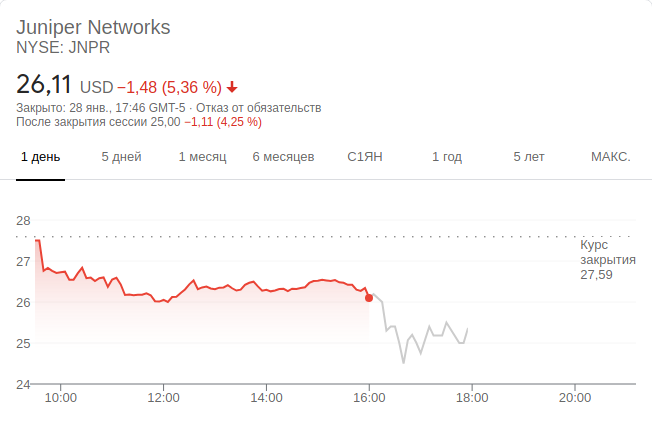 Juniper Networks
NYSE: JNPR
26,11 USD −1,48 (5,36 %)
Закрыто: 28 янв., 17:46 GMT-5 · Отказ от обязательств
После закрытия сессии 25,00 −1,11 (4,25 %)
1 день 5 дней 1 месяц 6 месяцев С1ЯН 1 год 5 лет МАКС.
28
Курс
закрытия
27,59
27
26
25
24
10:00 12:00 14:00 16:00 18:00 20:00